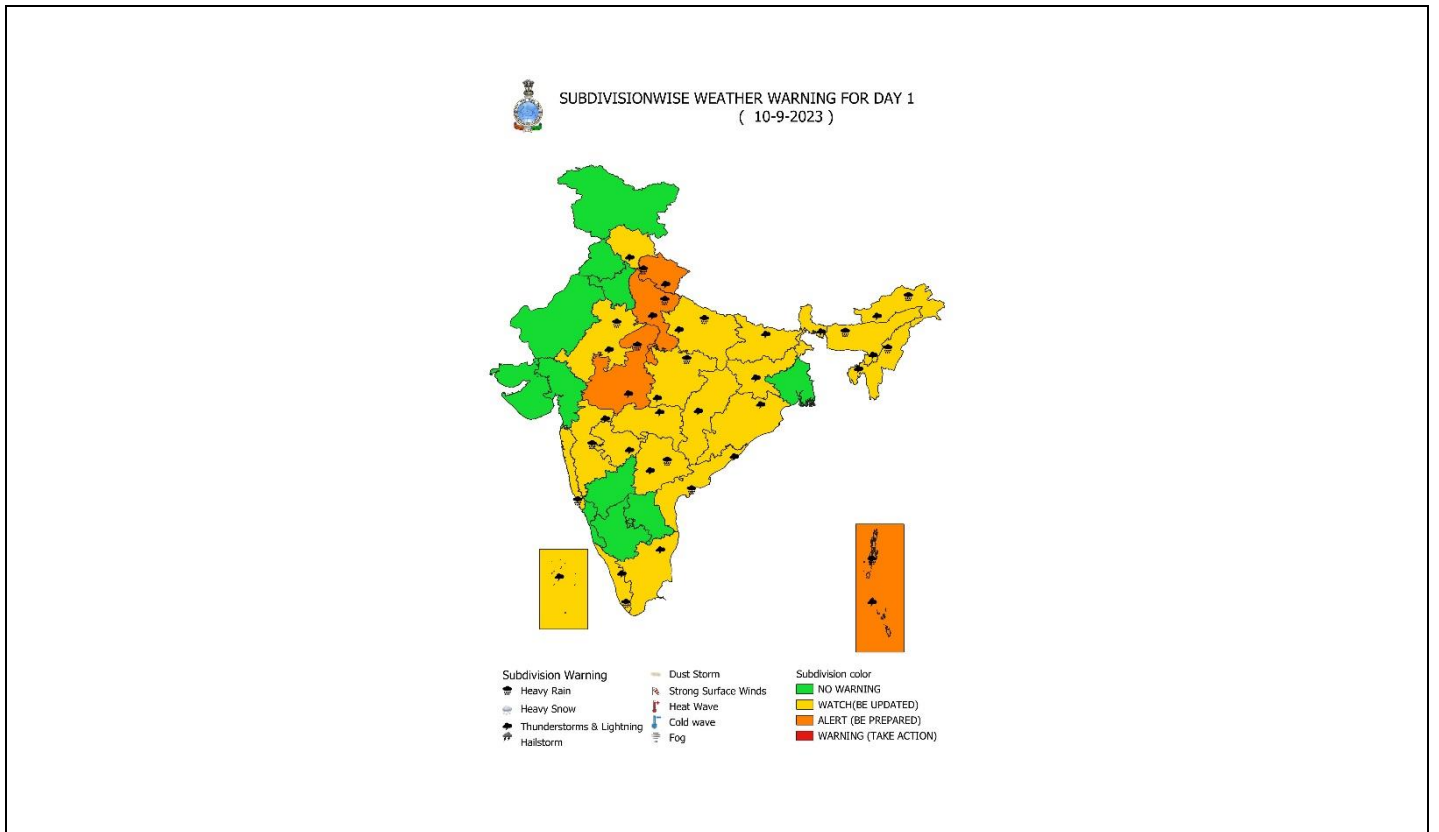 SUBDIVISIONWISE WEATHER WARNING FOR DAY 1
( 10-9-2023 )
Subdivision Warning
Heavy Rain
Heavy Snow
Thunderstorms & Lightning
Hailstorm
Dust Storm
Strong Surface Winds
Heat Wave
Cold wave
Fog
Subdivision color
NO WARNING
WATCH(BE UPDATED)
ALERT (BE PREPARED)
WARNING (TAKE ACTION)